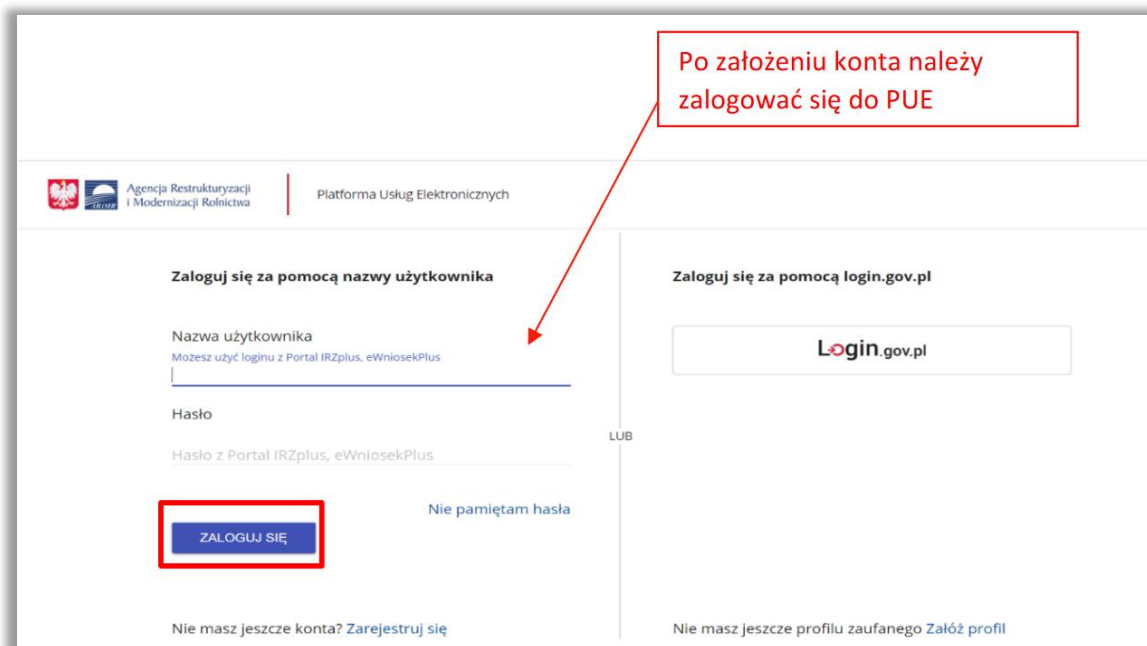 Po założeniu konta należy
zalogować się do PUE
Agencja Restrukturyzacji
i Modernizacji Rolnictwa
Platforma Usług Elektronicznych
ARiMR
Zaloguj się za pomocą nazwy użytkownika
Nazwa użytkownika
Możesz użyć loginu z Portal IRZplus, eWniosekPlus
Hasło
Hasło z Portal IRZplus, eWniosekPlus
Nie pamiętam hasła
ZALOGUJ SIĘ
Nie masz jeszcze konta? Zarejestruj się
LUB
Zaloguj się za pomocą login.gov.pl
Login.gov.pl
Nie masz jeszcze profilu zaufanego Załóż profil